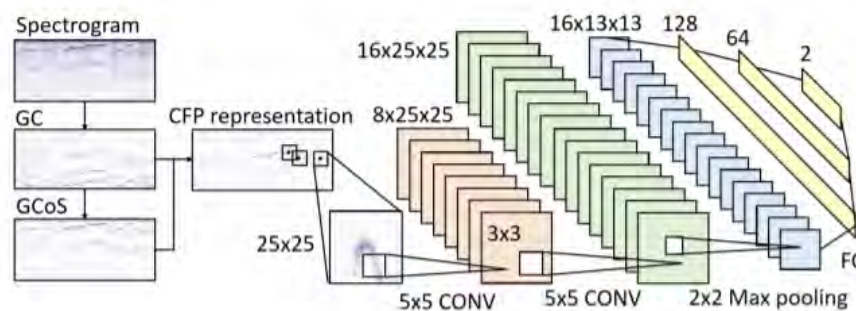 Spectrogram
GC
GCoS
CFP representation
25x25
8x25x25
16x25x25
3x3
16x13x13
128
64
2
5x5 CONV
5x5 CONV
2x2 Max pooling